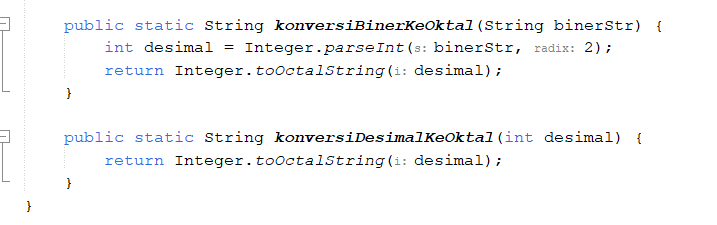 public static String konversiBinerKeOktal(String binerStr) {
int desimal = Integer.parseInt(s: binerStr, radix: 2);
return Integer.toOctalString(i: desimal);
}
public static String konversiDesimalKeOktal(int desimal) {
return Integer.toOctalString(i: desimal);
}
}